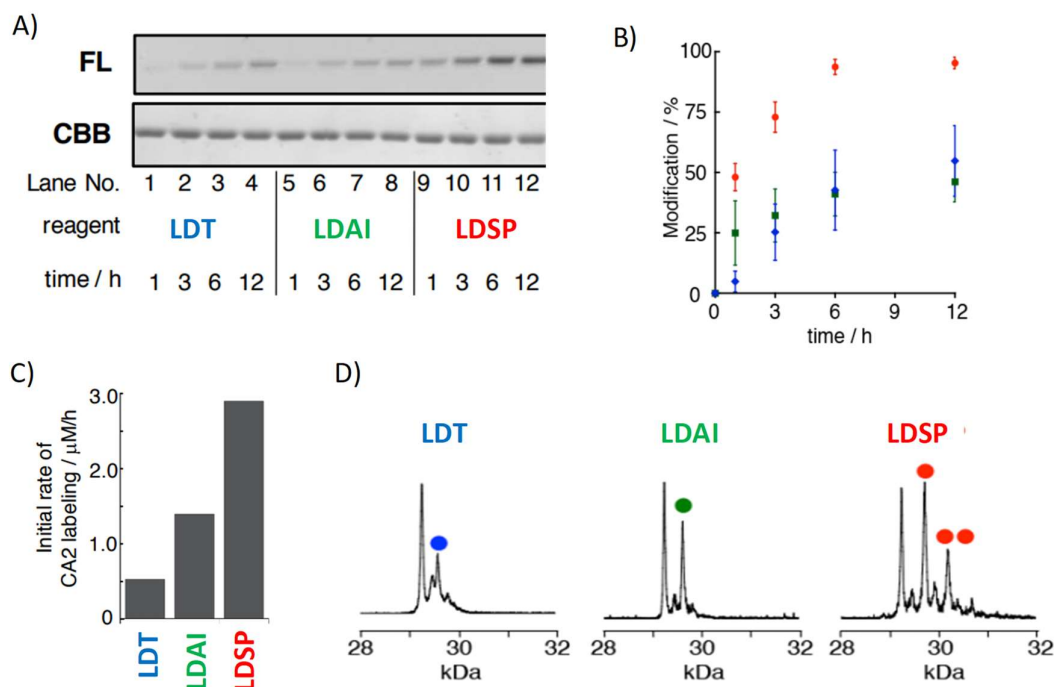 A)
FL
CBB
Lane No. 1 2 3 4 5 6 7 8 9 10 11 12
reagent LDT LDAI LDSP
time / h 1 3 6 12 1 3 6 12 1 3 6 12
B)
Modification / %
100
75
50
25
0
0 3 6 9 12
time / h
C)
Initial rate of
CA2 labeling / μM/h
3.0
2.0
1.0
0
LDT LDAI LDSP
D)
LDT LDAI LDSP
28 30 32 28 30 32 28 30 32
kDa kDa kDa